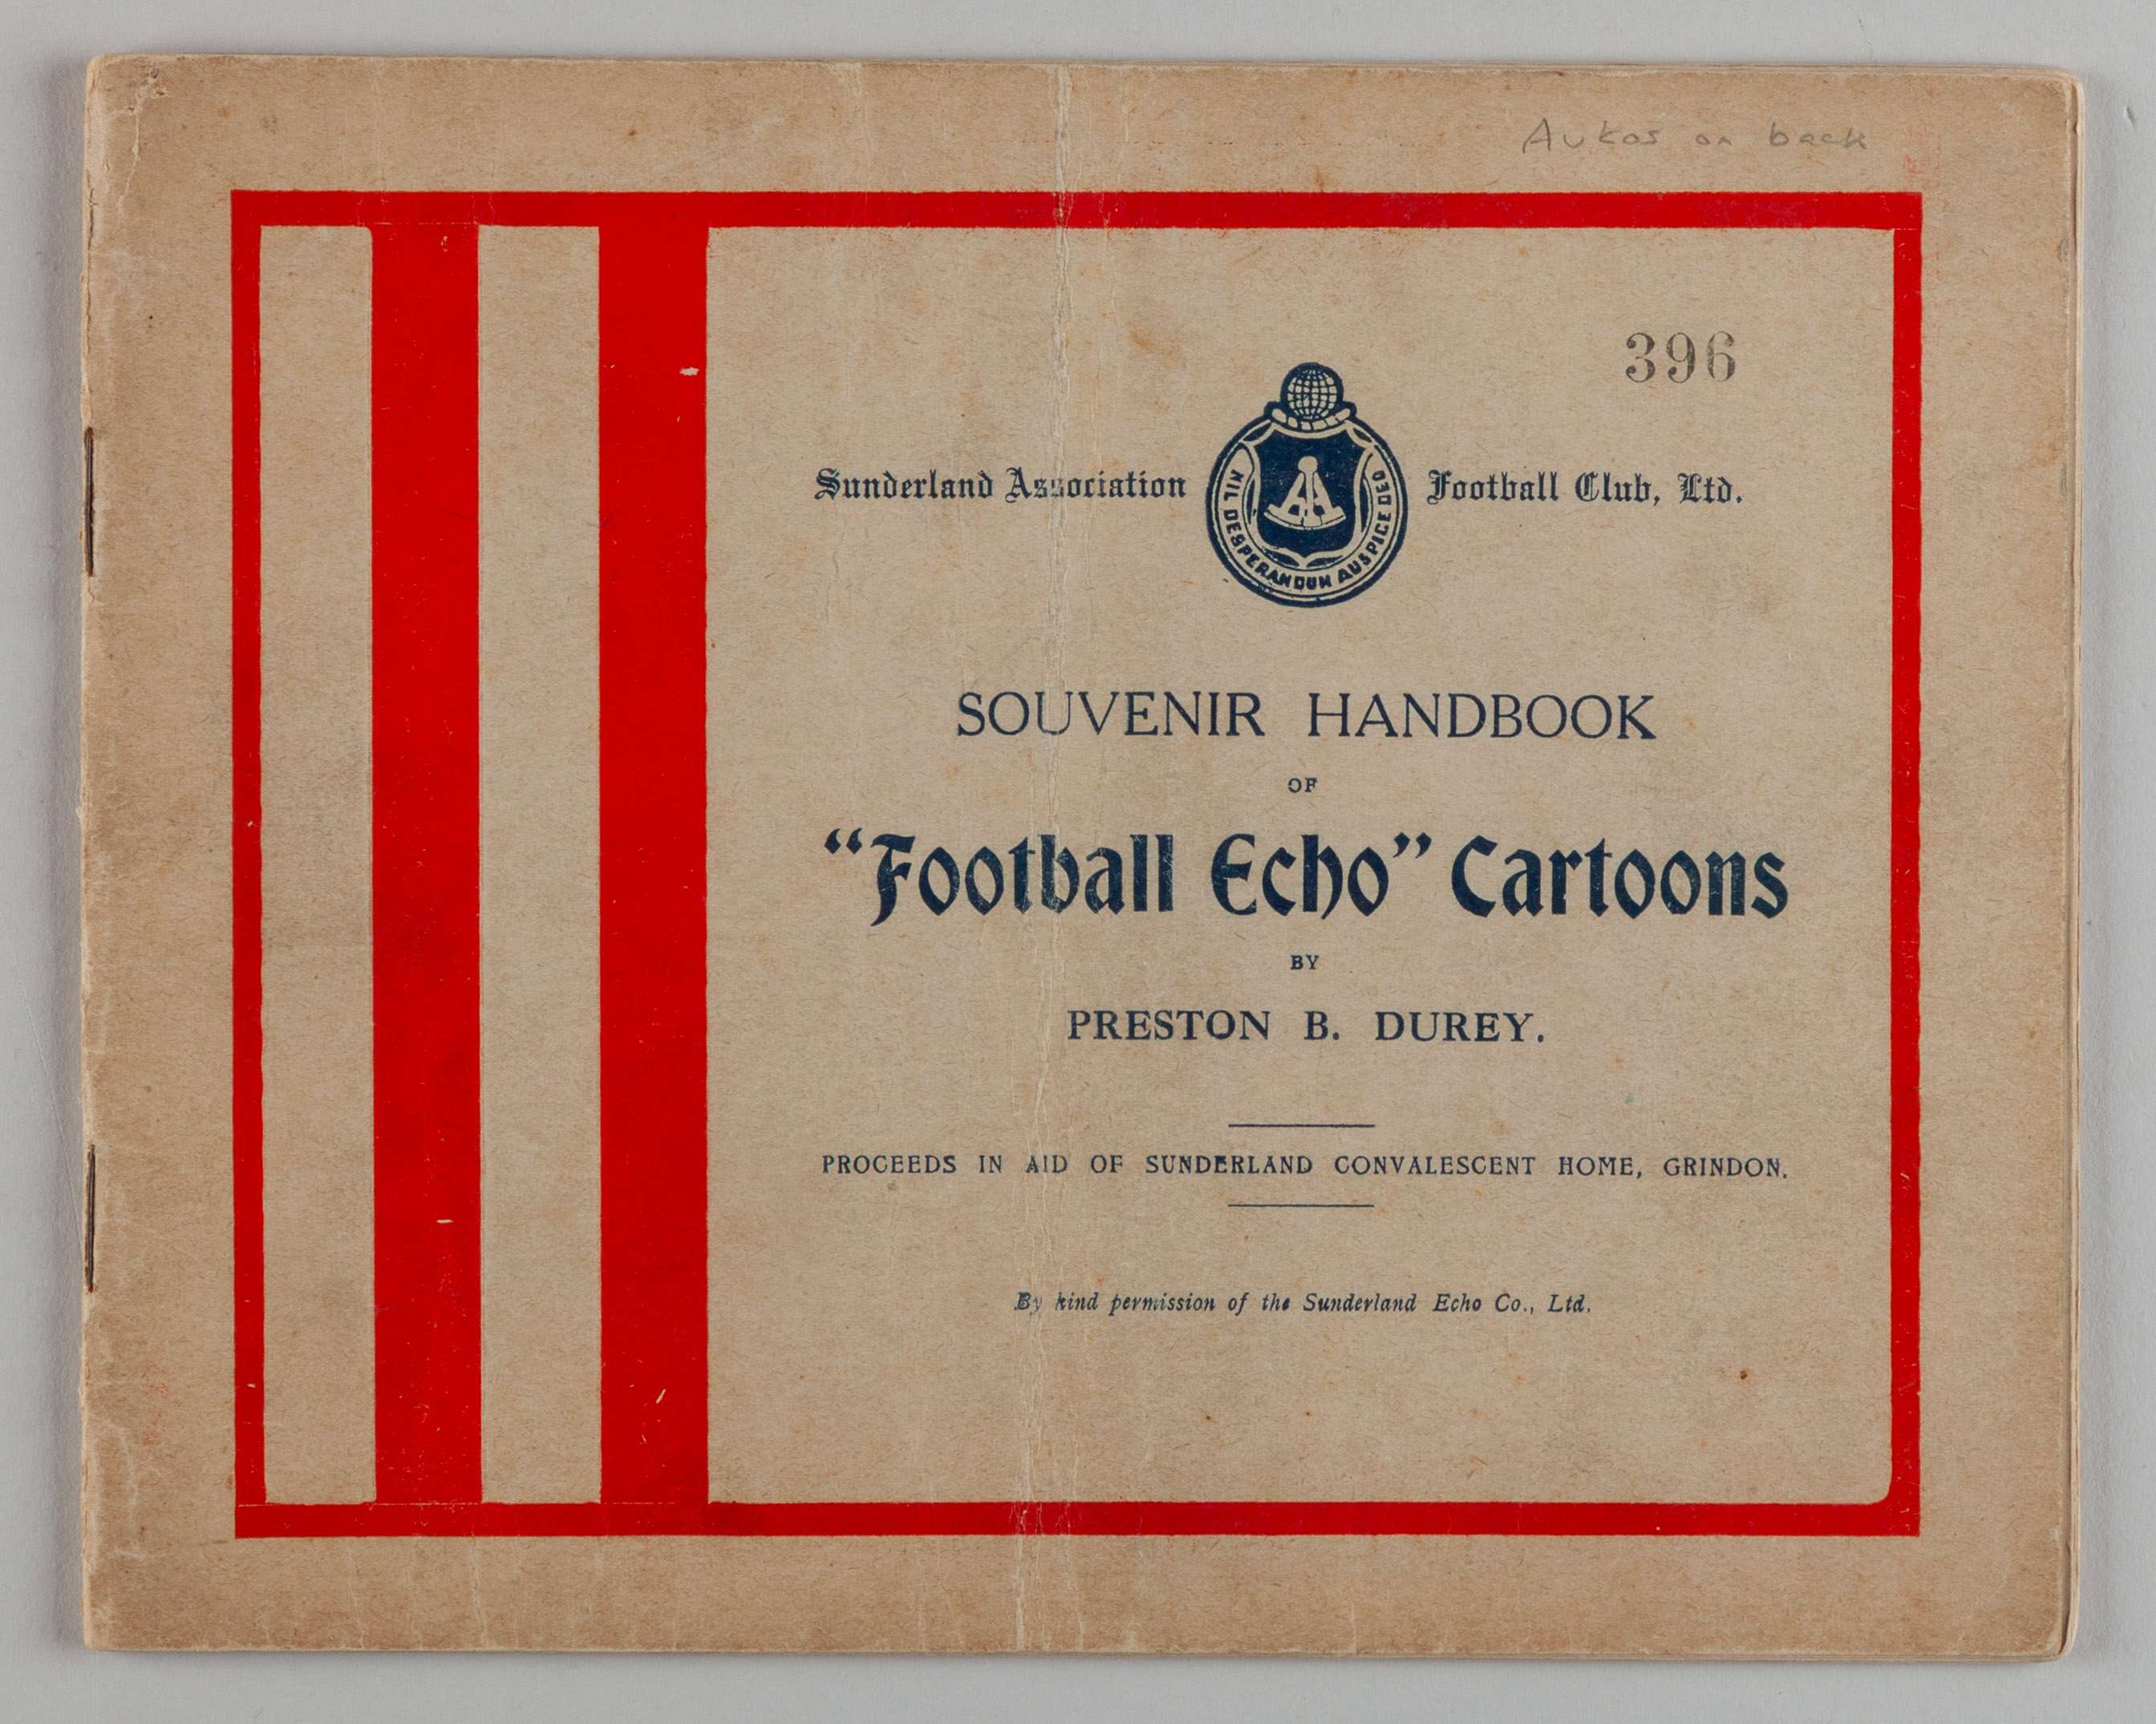 Autos on back
396
Sunderland Association Football Club, Ltd.
NIL DESPERANDUM AUSPICE DEO
SOUVENIR HANDBOOK
OF
"Football Echo" Cartoons
BY
PRESTON B. DUREY.
PROCEEDS IN AID OF SUNDERLAND CONVALESCENT HOME, GRINDON.
By kind permission of the Sunderland Echo Co., Ltd.